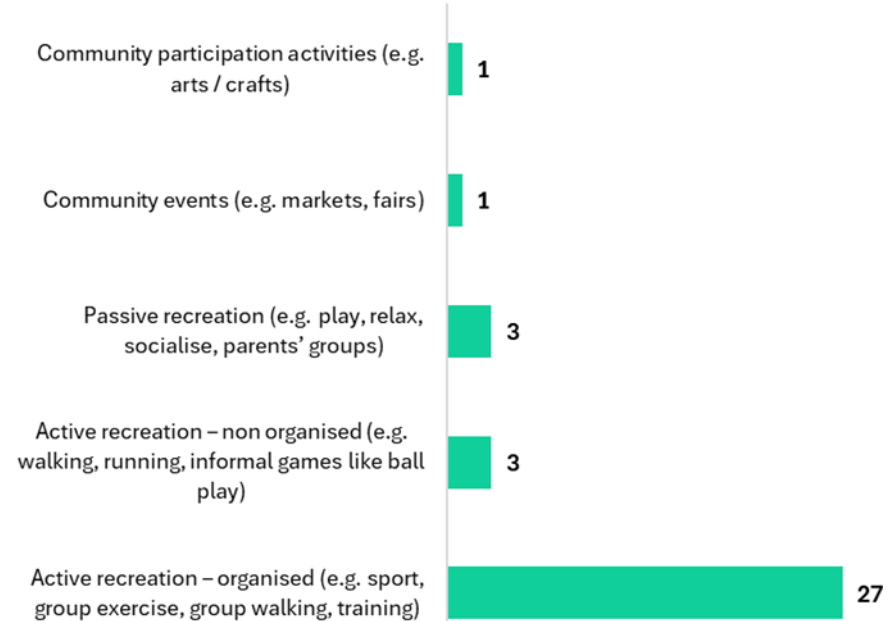 Community participation activities (e.g.
arts / crafts)
1
Community events (e.g. markets, fairs)
1
Passive recreation (e.g. play, relax,
socialise, parents’ groups)
3
Active recreation – non organised (e.g.
walking, running, informal games like ball
play)
3
Active recreation – organised (e.g. sport,
group exercise, group walking, training)
27